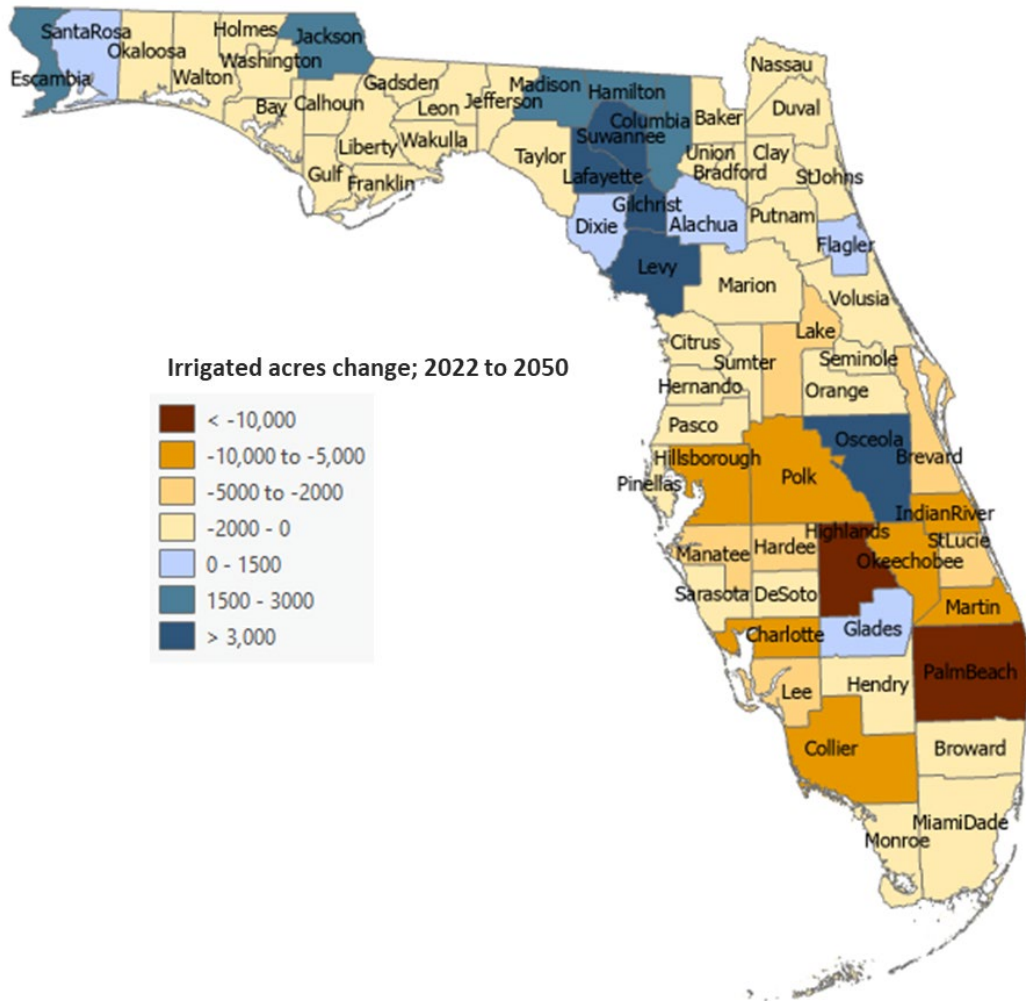 SantaRosa
Holmes
Jackson
Okaloosa
Washington
Escambia
Walton
Gadsden
Madison
Hamilton
Nassau
Bay
Calhoun
Leon
Jefferson
Columbia
Baker
Duval
Suwannee
Liberty
Wakulla
Taylor
Union
Clay
Gulf
Franklin
Lafayette
Bradford
StJohns
Gilchrist
Dixie
Alachua
Putnam
Flagler
Levy
Marion
Volusia
Lake
Citrus
Sumter
Seminole
Irrigated acres change; 2022 to 2050
Hernando
Orange
< -10,000
Pasco
Osceola
-10,000 to -5,000
Hillsborough
Brevard
Polk
Pinellas
-5000 to -2000
IndianRiver
-2000 - 0
Highlands
StLucie
Manatee
Hardee
Okeechobee
0 - 1500
Sarasota
DeSoto
1500 - 3000
Martin
Charlotte
Glades
> 3,000
PalmBeach
Lee
Hendry
Collier
Broward
MiamiDade
Monroe